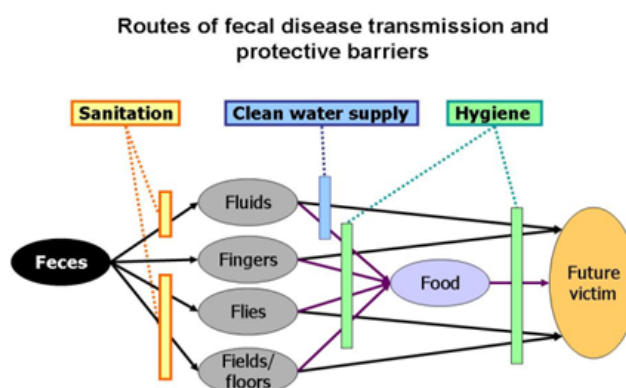 Routes of fecal disease transmission and
protective barriers
Sanitation
Clean water supply
Hygiene
Fluids
Feces
Fingers
Food
Future
victim
Flies
Fields/
floors